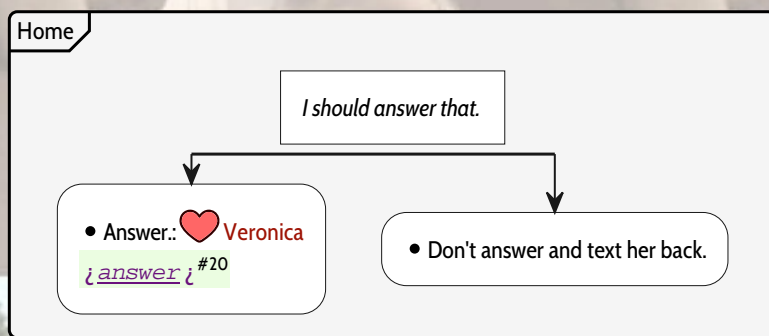 Home
I should answer that.
• Answer.: Veronica
¿answer¿#20
• Don't answer and text her back.